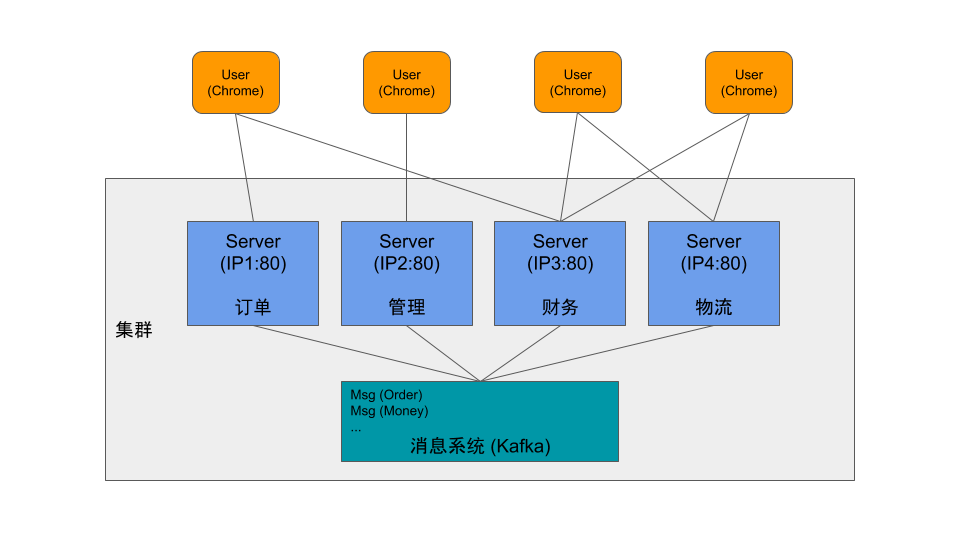 User
(Chrome)
User
(Chrome)
User
(Chrome)
User
(Chrome)
Server
(IP1:80)
订单
Server
(IP2:80)
管理
Server
(IP3:80)
财务
Server
(IP4:80)
物流
集群
Msg (Order)
Msg (Money)
...
消息系统 (Kafka)